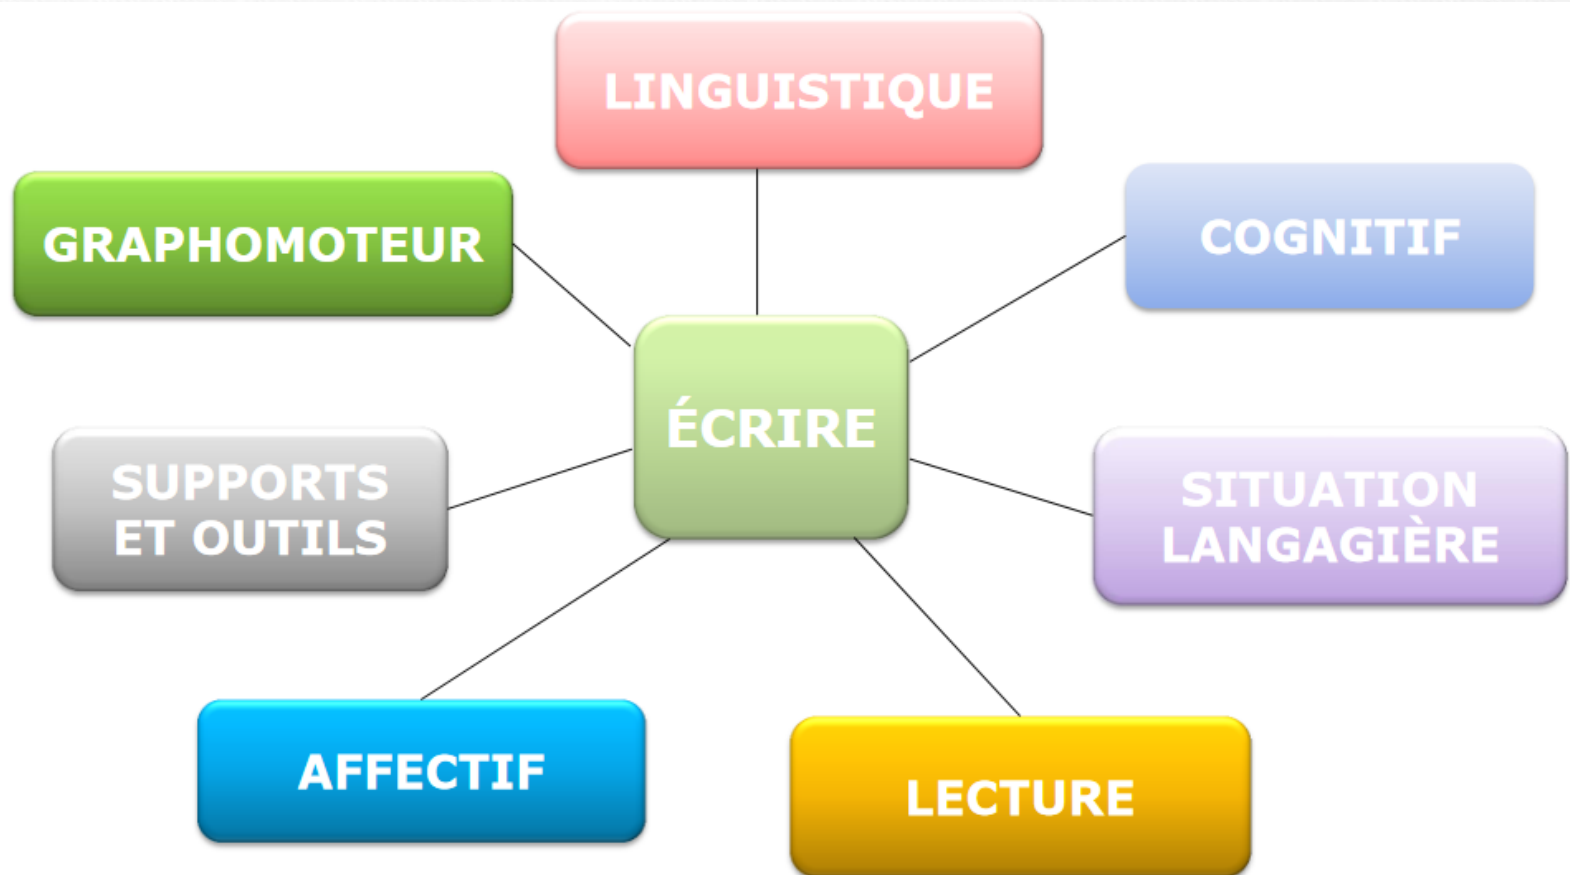 LINGUISTIQUE
GRAPHOMOTEUR
COGNITIF
ÉCRIRE
SUPPORTS
ET OUTILS
SITUATION
LANGAGIÈRE
AFFECTIF
LECTURE